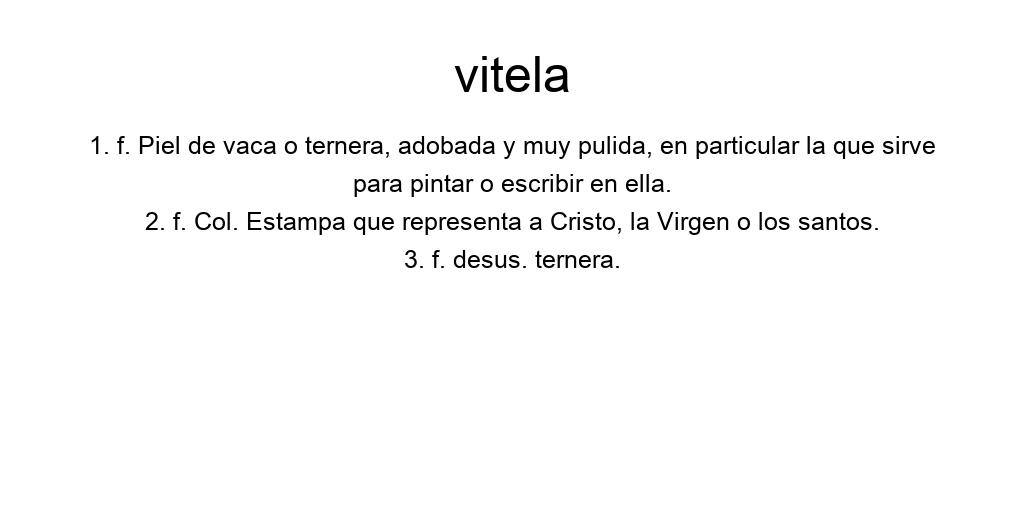 vitela
1. f. Piel de vaca o ternera, adobada y muy pulida, en particular la que sirve
para pintar o escribir en ella.
2. f. Col. Estampa que representa a Cristo, la Virgen o los santos.
3. f. desus. ternera.